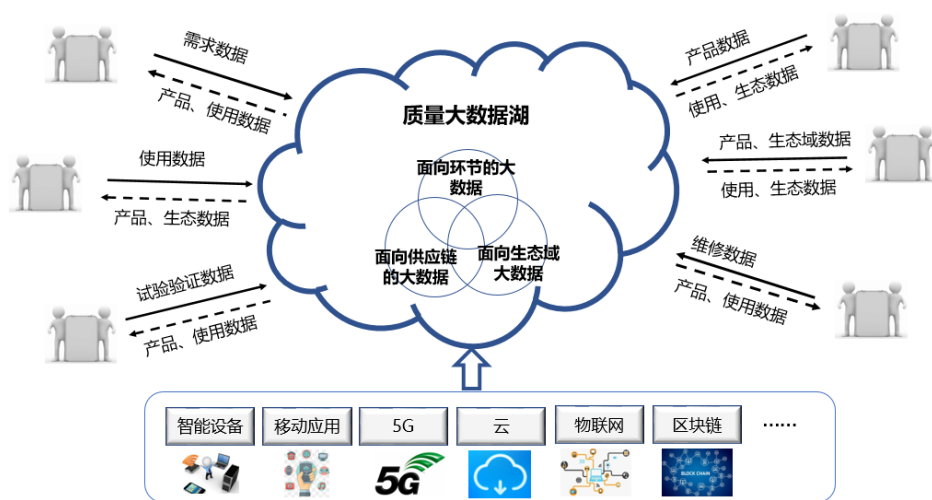 需求数据
产品、使用数据
产品数据
使用、生态数据
质量大数据湖
面向环节的大
数据
使用数据
产品、生态数据
产品、生态域数据
使用、生态数据
面向供应链
的大数据
面向生态域
大数据
试验验证数据
产品、使用数据
维修数据
产品、使用数据
智能设备
移动应用
5G
云
物联网
区块链
……
5G
BLOCK CHAIN